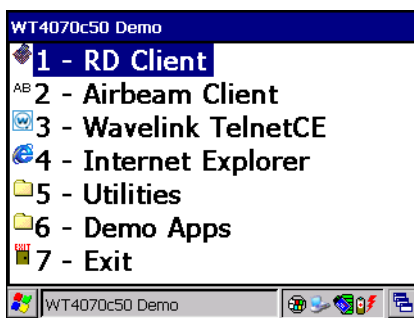 WT4070c50 Demo
1 - RD Client
AB 2 - Airbeam Client
3 - Wavelink TelnetCE
4 - Internet Explorer
5 - Utilities
6 - Demo Apps
EXIT 7 - Exit
WT4070c50 Demo